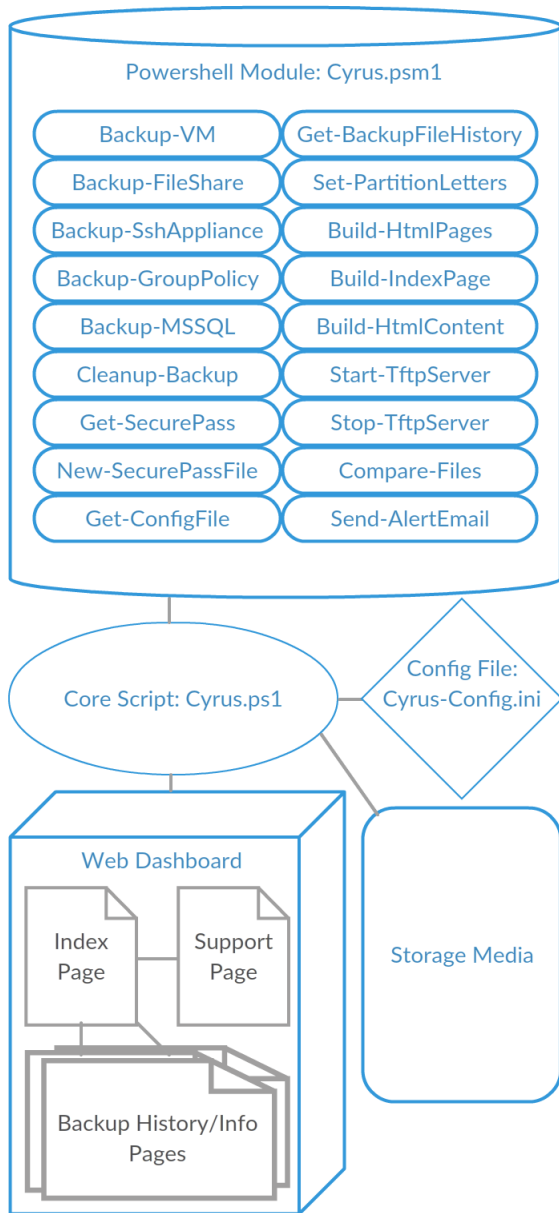 Powershell Module: Cyrus.psm1
Backup-VM
Get-BackupFileHistory
Backup-FileShare
Set-PartitionLetters
Backup-SshAppliance
Build-HtmlPages
Backup-GroupPolicy
Build-IndexPage
Backup-MSSQL
Build-HtmlContent
Cleanup-Backup
Start-TftpServer
Get-SecurePass
Stop-TftpServer
New-SecurePassFile
Compare-Files
Get-ConfigFile
Send-AlertEmail
Core Script: Cyrus.ps1
Config File:
Cyrus-Config.ini
Web Dashboard
Index
Page
Support
Page
Backup History/Info
Pages
Storage Media